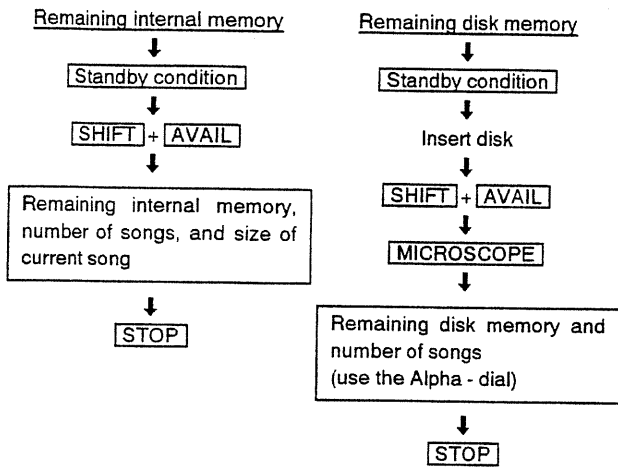 Remaining internal memory
Standby condition
SHIFT + AVAIL
Remaining internal memory,
number of songs, and size of
current song
STOP
Remaining disk memory
Standby condition
Insert disk
SHIFT + AVAIL
MICROSCOPE
Remaining disk memory and
number of songs
(use the Alpha - dial)
STOP